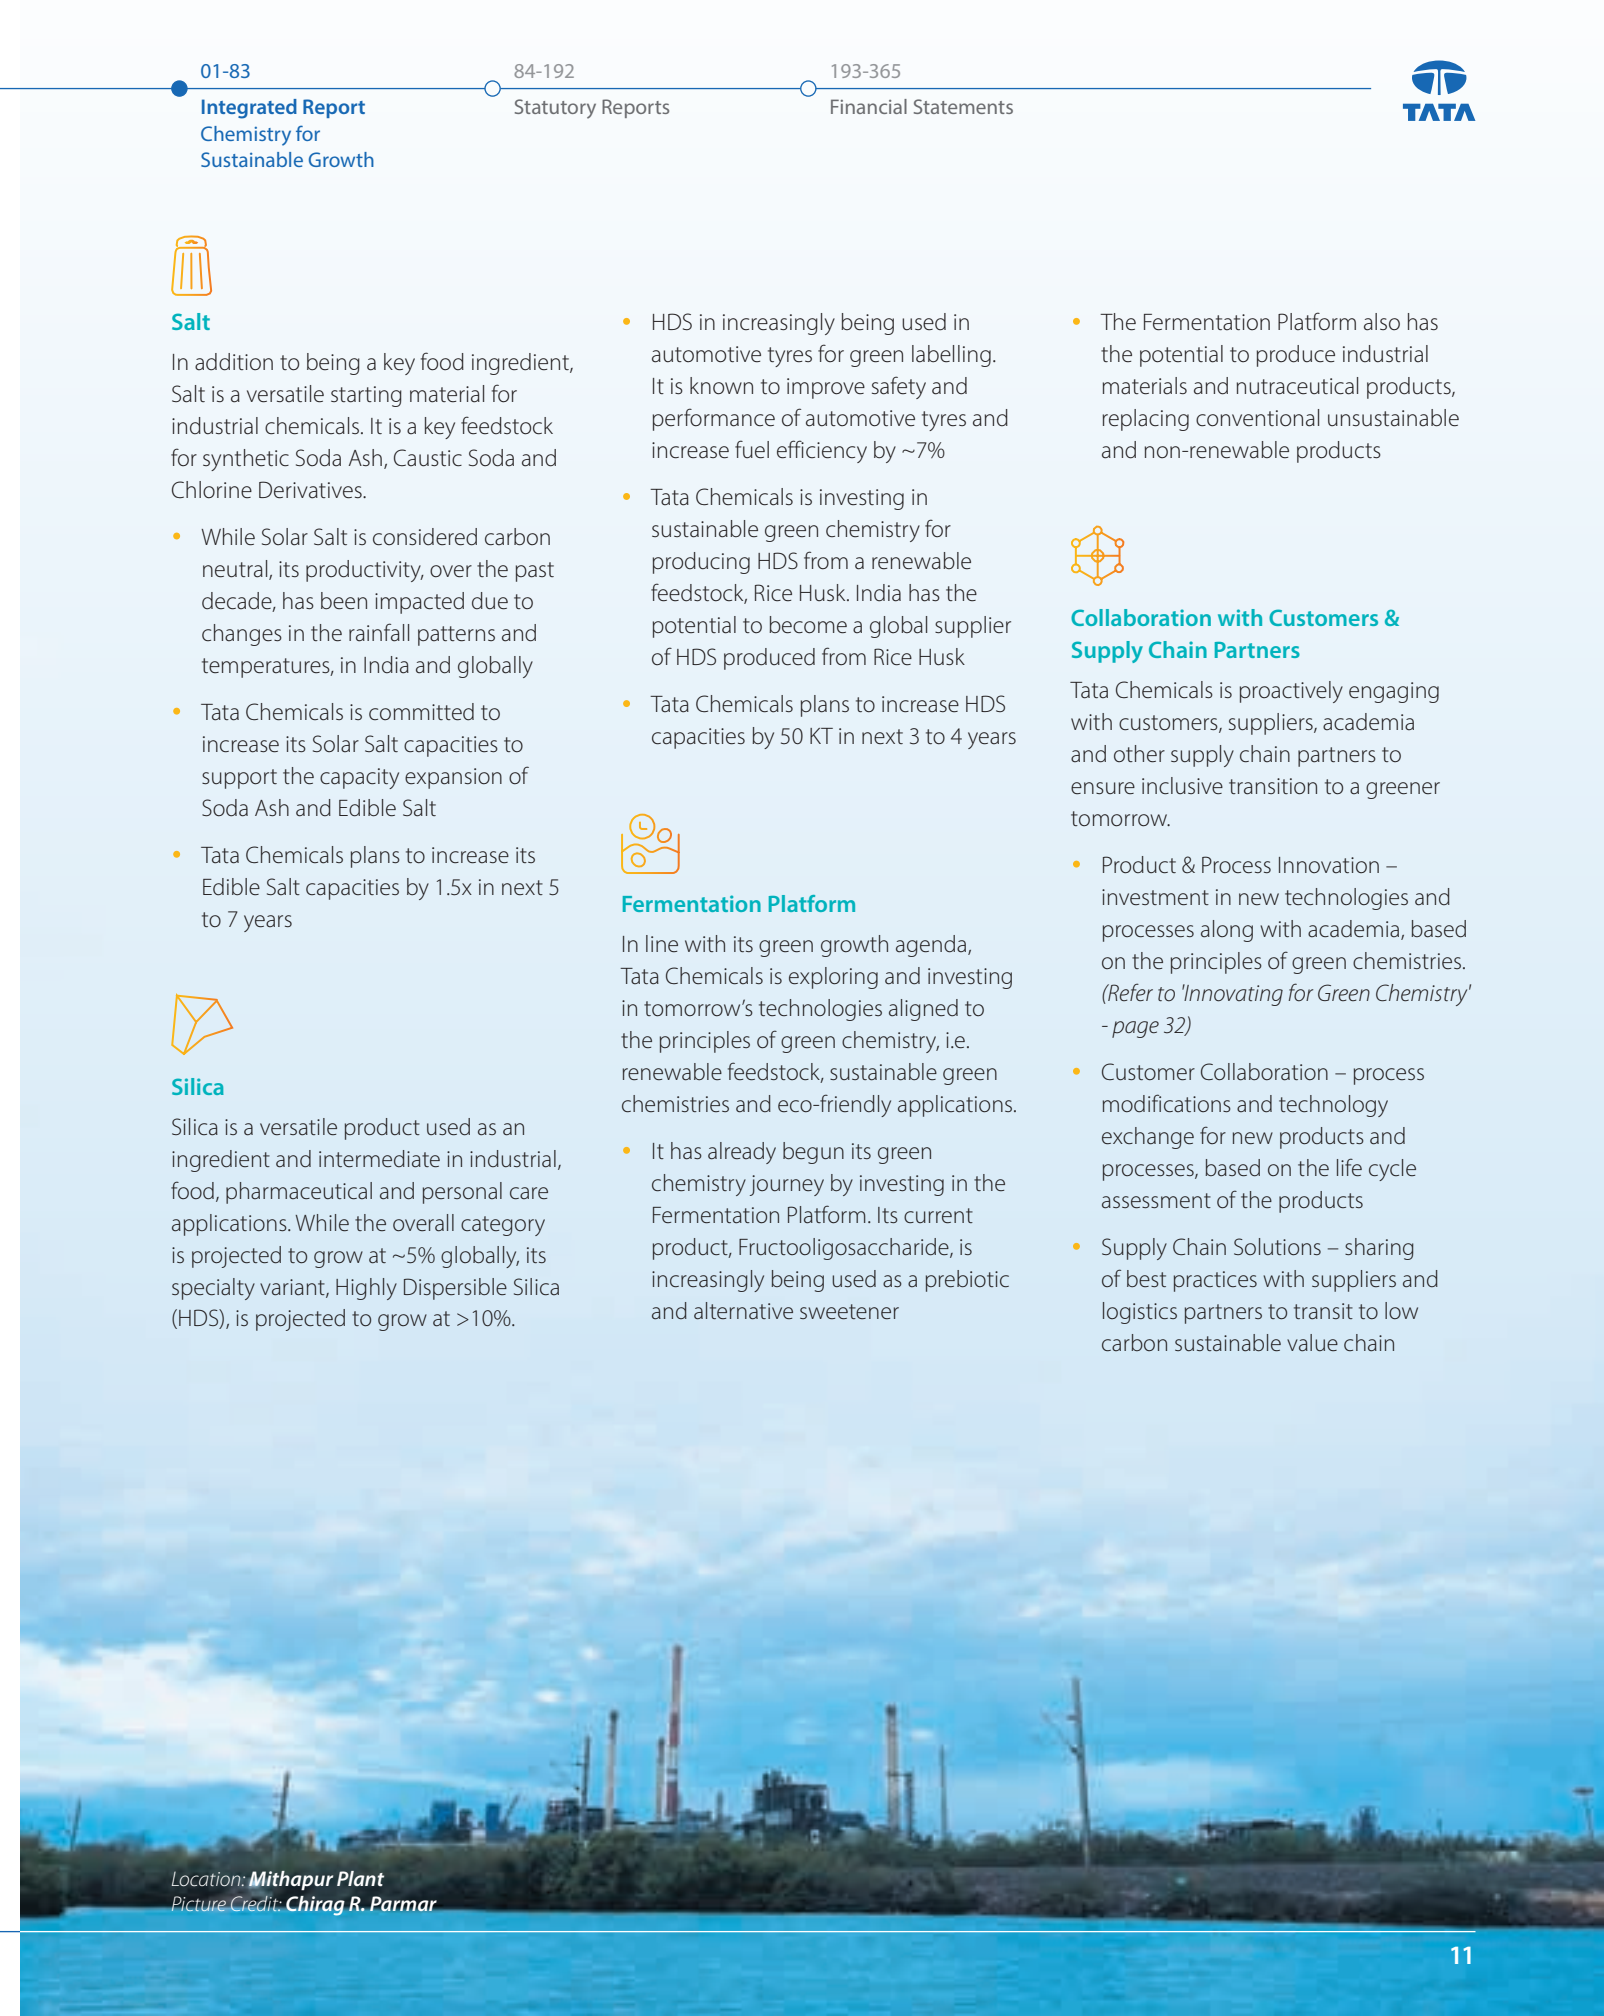 01-83
Integrated Report
Chemistry for
Sustainable Growth
84-192
Statutory Reports
193-365
Financial Statements
TATA
Salt
In addition to being a key food ingredient,
Salt is a versatile starting material for
industrial chemicals. It is a key feedstock
for synthetic Soda Ash, Caustic Soda and
Chlorine Derivatives.
• While Solar Salt is considered carbon
neutral, its productivity, over the past
decade, has been impacted due to
changes in the rainfall patterns and
temperatures, in India and globally
• Tata Chemicals is committed to
increase its Solar Salt capacities to
support the capacity expansion of
Soda Ash and Edible Salt
• Tata Chemicals plans to increase its
Edible Salt capacities by 1.5x in next 5
to 7 years
Silica
Silica is a versatile product used as an
ingredient and intermediate in industrial,
food, pharmaceutical and personal care
applications. While the overall category
is projected to grow at ~5% globally, its
specialty variant, Highly Dispersible Silica
(HDS), is projected to grow at >10%.
• HDS in increasingly being used in
automotive tyres for green labelling.
It is known to improve safety and
performance of automotive tyres and
increase fuel efficiency by ~7%
• Tata Chemicals is investing in
sustainable green chemistry for
producing HDS from a renewable
feedstock, Rice Husk. India has the
potential to become a global supplier
of HDS produced from Rice Husk
• Tata Chemicals plans to increase HDS
capacities by 50 KT in next 3 to 4 years
Fermentation Platform
In line with its green growth agenda,
Tata Chemicals is exploring and investing
in tomorrow's technologies aligned to
the principles of green chemistry, i.e.
renewable feedstock, sustainable green
chemistries and eco-friendly applications.
• It has already begun its green
chemistry journey by investing in the
Fermentation Platform. Its current
product, Fructooligosaccharide, is
increasingly being used as a prebiotic
and alternative sweetener
• The Fermentation Platform also has
the potential to produce industrial
materials and nutraceutical products,
replacing conventional unsustainable
and non-renewable products
Collaboration with Customers &
Supply Chain Partners
Tata Chemicals is proactively engaging
with customers, suppliers, academia
and other supply chain partners to
ensure inclusive transition to a greener
tomorrow.
• Product & Process Innovation –
investment in new technologies and
processes along with academia, based
on the principles of green chemistries.
(Refer to 'Innovating for Green Chemistry'
- page 32)
• Customer Collaboration – process
modifications and technology
exchange for new products and
processes, based on the life cycle
assessment of the products
• Supply Chain Solutions – sharing
of best practices with suppliers and
logistics partners to transit to low
carbon sustainable value chain
Location: Mithapur Plant
Picture Credit: Chirag R. Parmar
11